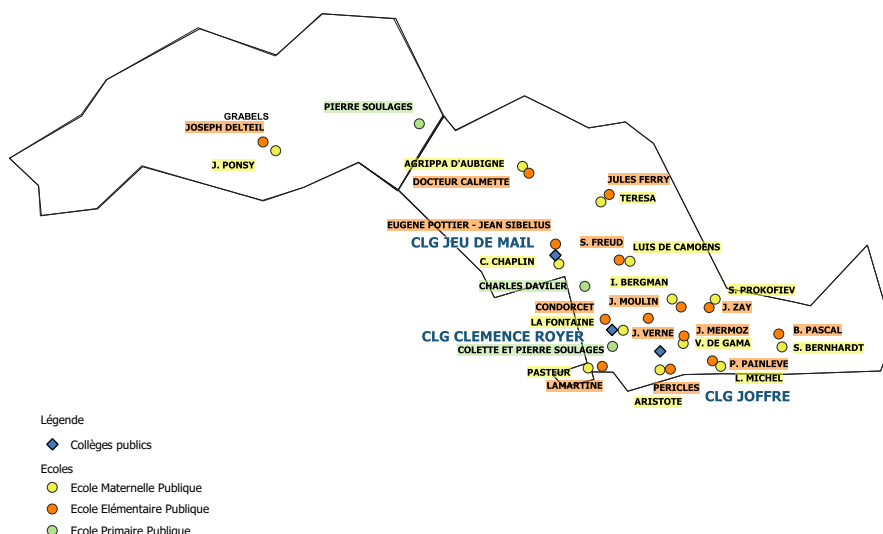 GRABELS
JOSEPH DELTEIL
J. PONSY
PIERRE SOULAGES
AGRIPPA D'AUBIGNE
DOCTEUR CALMETTE
JULES FERRY
TERESA
EUGENE POTTIER - JEAN SIBELIUS
CLG JEU DE MAIL
C. CHAPLIN
S. FREUD
LUIS DE CAMOENS
CHARLES DAVILER
I. BERGMAN
S. PROKOFIEV
CONDORCET
J. MOULIN
J. ZAY
LA FONTAINE
CLG CLEMENCE ROYER
J. VERNE
J. MERMOZ
B. PASCAL
V. DE GAMA
S. BERNHARDT
COLETTE ET PIERRE SOULAGES
P. PAINLEVE
PASTEUR
L. MICHEL
LAMARTINE
PERICLES
CLG JOFFRE
ARISTOTE
Légende
Collèges publics
Ecoles
Ecole Maternelle Publique
Ecole Elémentaire Publique
Ecole Primaire Publique